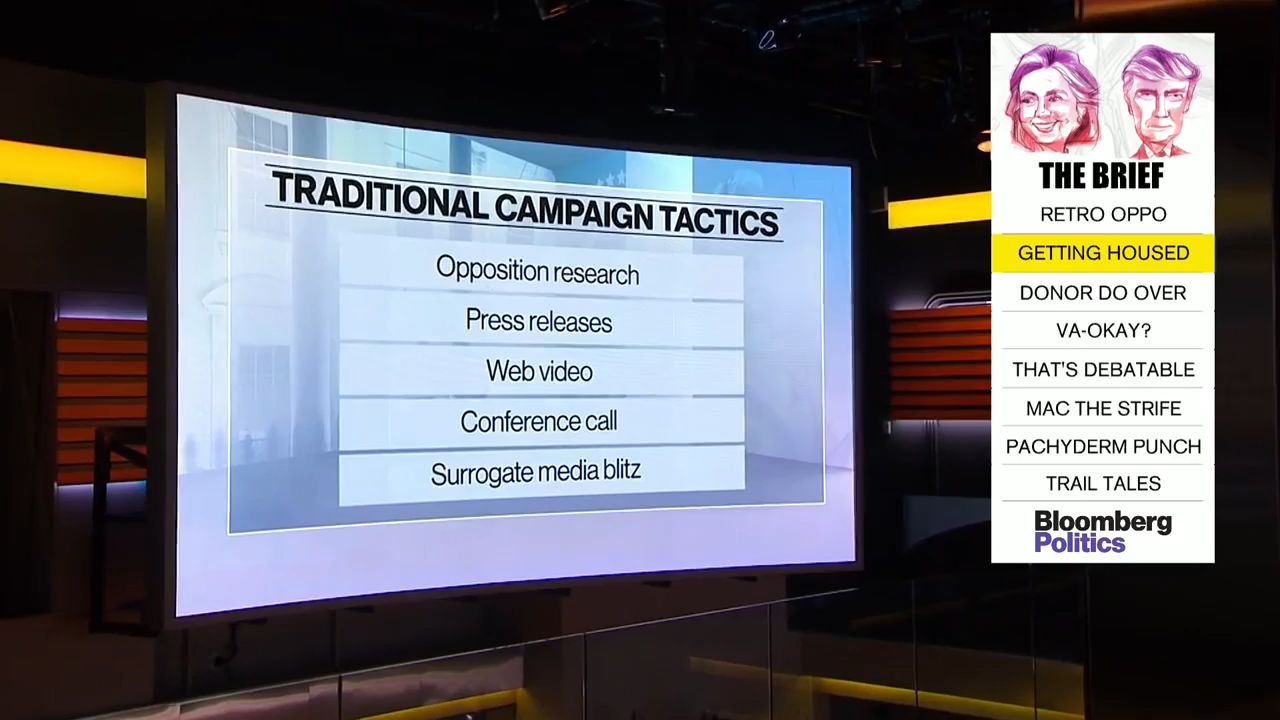 TRADITIONAL CAMPAIGN TACTICS
Opposition research
Press releases
Web video
Conference call
Surrogate media blitz
THE BRIEF
RETRO OPPO
GETTING HOUSED
DONOR DO OVER
VA-OKAY?
THAT'S DEBATABLE
MAC THE STRIFE
PACHYDERM PUNCH
TRAIL TALES
Bloomberg
Politics